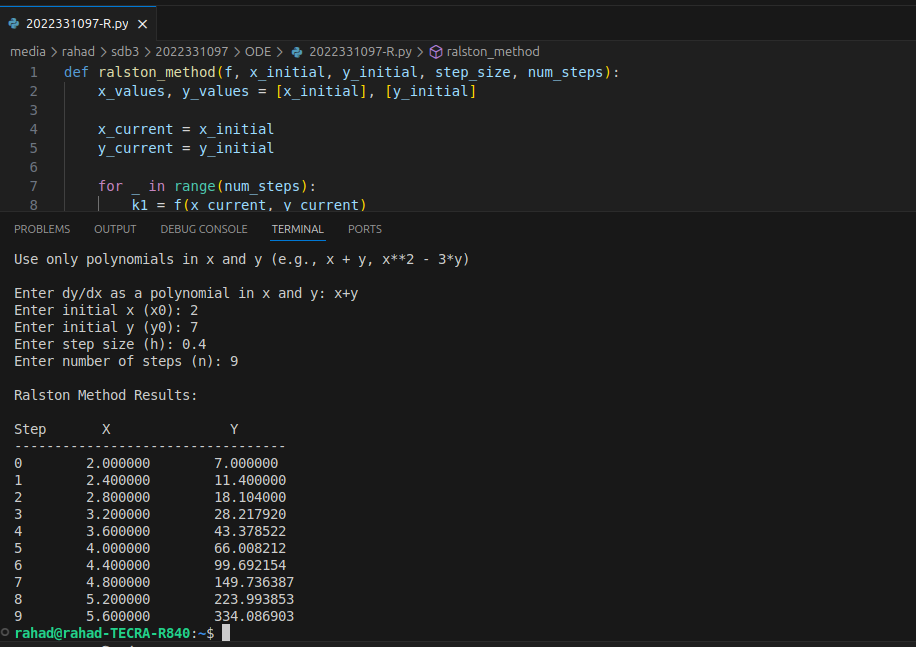 2022331097-R.py ×
media > rahad > sdb3 > 2022331097 > ODE > 2022331097-R.py > ralston_method
1 def ralston_method(f, x_initial, y_initial, step_size, num_steps):
2     x_values, y_values = [x_initial], [y_initial]
3
4     x_current = x_initial
5     y_current = y_initial
6
7     for _ in range(num_steps):
8         k1 = f(x_current, y_current)
PROBLEMS OUTPUT DEBUG CONSOLE TERMINAL PORTS
Use only polynomials in x and y (e.g., x + y, x**2 - 3*y)
Enter dy/dx as a polynomial in x and y: x+y
Enter initial x (x0): 2
Enter initial y (y0): 7
Enter step size (h): 0.4
Enter number of steps (n): 9
Ralston Method Results:
Step X Y
----------------------------------
0 2.000000 7.000000
1 2.400000 11.400000
2 2.800000 18.104000
3 3.200000 28.217920
4 3.600000 43.378522
5 4.000000 66.008212
6 4.400000 99.692154
7 4.800000 149.736387
8 5.200000 223.993853
9 5.600000 334.086903
rahad@rahad-TECRA-R840:~$